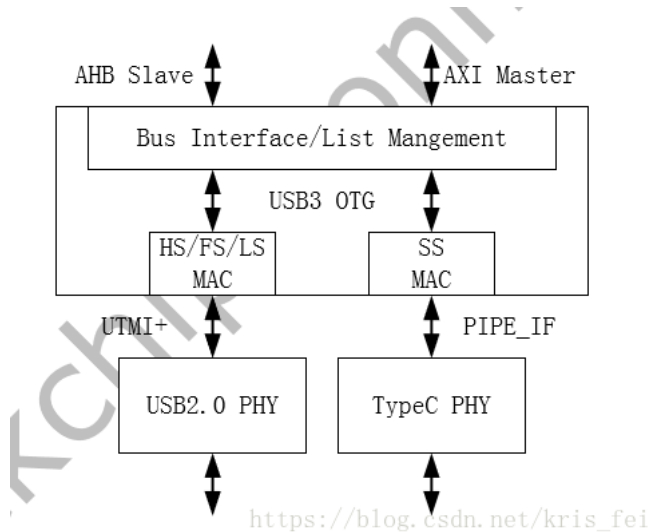 AHB Slave
AXI Master
Bus Interface/List Mangement
USB3 OTG
HS/FS/LS
MAC
SS
MAC
UTMI+
PIPE_IF
USB2.0 PHY
TypeC PHY
https://blog.csdn.net/kris_fei